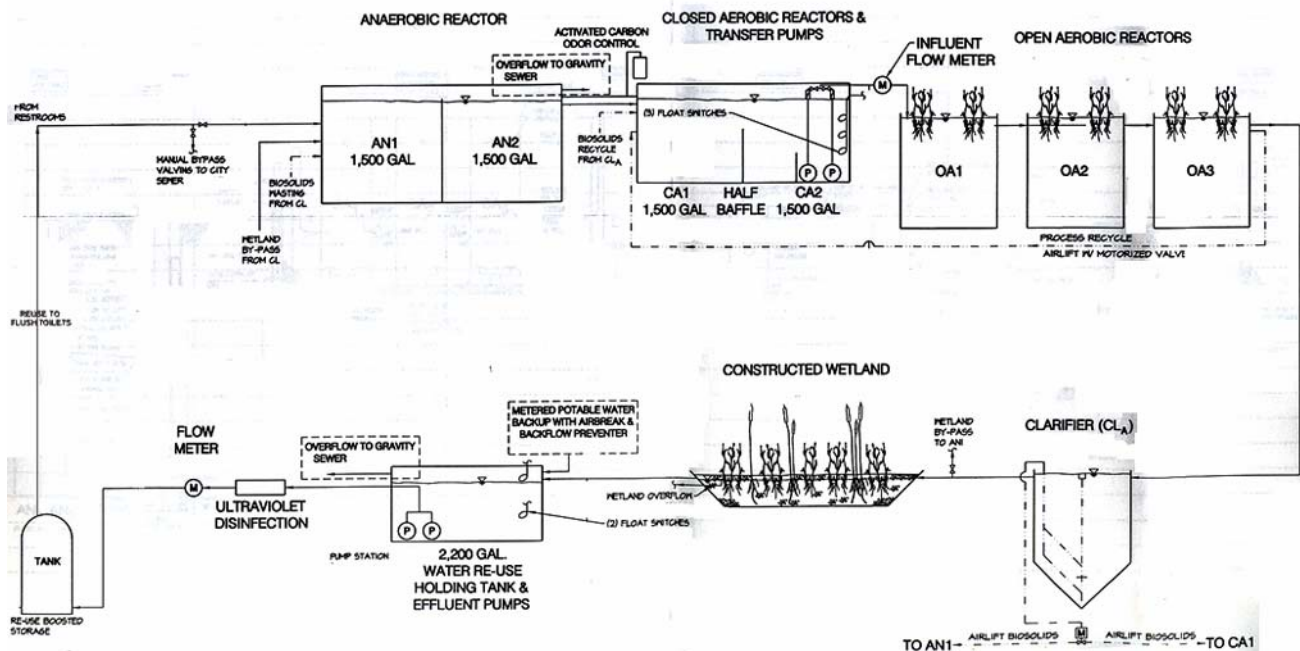 ANAEROBIC REACTOR
CLOSED AEROBIC REACTORS &
TRANSFER PUMPS
ACTIVATED CARBON
ODOR CONTROL
INFLUENT
FLOW METER
OPEN AEROBIC REACTORS
OVERFLOW TO GRAVITY
SEWER
M
FROM
RESTROOMS
(5) FLOAT SWITCHES
AN1
1,500 GAL
AN2
1,500 GAL
MANUAL BYPASS
VALVING TO CITY
SEWER
BIOSOLIDS
RECYCLE
FROM CLA
OA1
OA2
OA3
BIOSOLIDS
WASTING
FROM CL
P P
CA1
1,500 GAL
HALF
BAFFLE
CA2
1,500 GAL
WETLAND
BY-PASS
FROM CL
PROCESS RECYCLE
AIRLIFT W/ MOTORIZED VALVE
REUSE TO
FLUSH TOILETS
CONSTRUCTED WETLAND
METERED POTABLE WATER
BACKUP WITH AIRBREAK &
BACKFLOW PREVENTER
FLOW
METER
OVERFLOW TO GRAVITY
SEWER
WETLAND
BY-PASS
TO AN1
CLARIFIER (CLA)
M
ULTRAVIOLET
DISINFECTION
WETLAND OVERFLOW
(2) FLOAT SWITCHES
P P
TANK
PUMP STATION
2,200 GAL.
WATER RE-USE
HOLDING TANK &
EFFLUENT PUMPS
RE-USE BOOSTED
STORAGE
M
TO AN1
AIRLIFT BIOSOLIDS
AIRLIFT BIOSOLIDS
TO CA1